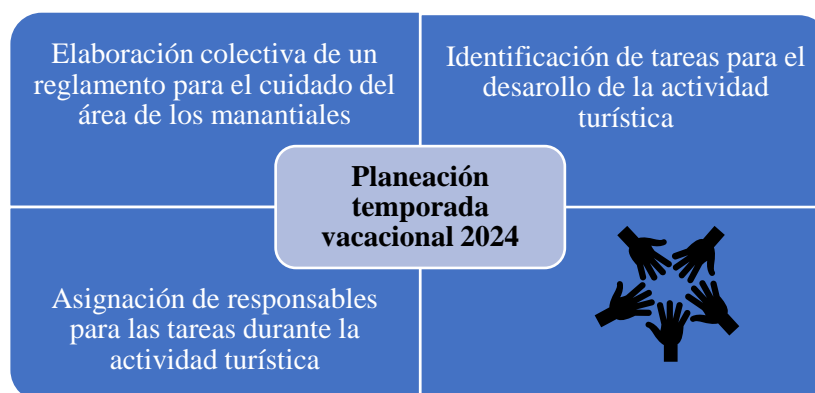 Elaboración colectiva de un
reglamento para el cuidado del
área de los manantiales
Identificación de tareas para el
desarollo de la actividad
turística
Planeación
temporada
vacacional 2024
Asignación de responsables
para las tareas durante la
actividad turística